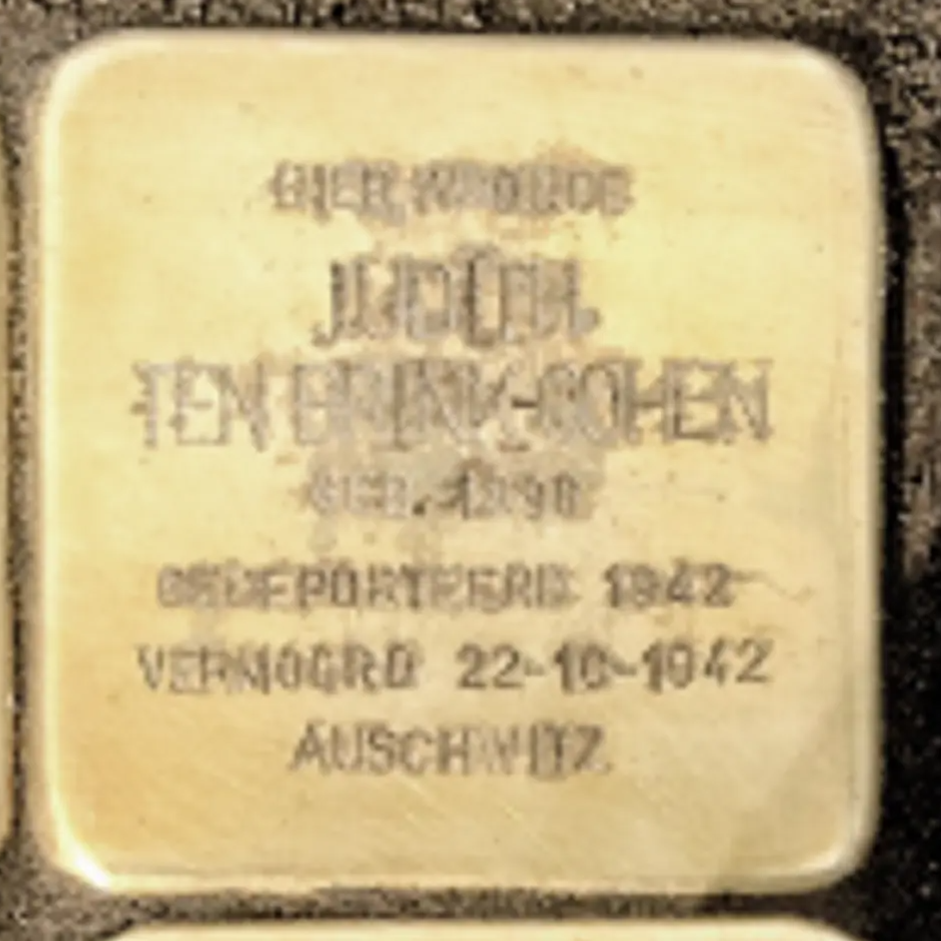 HIER WOONDE
JUDITH
TEN BRINK-COHEN
GEB.
GEDEPORTEERD 1942
VERMOORD 22-10-1942
AUSCHWITZ